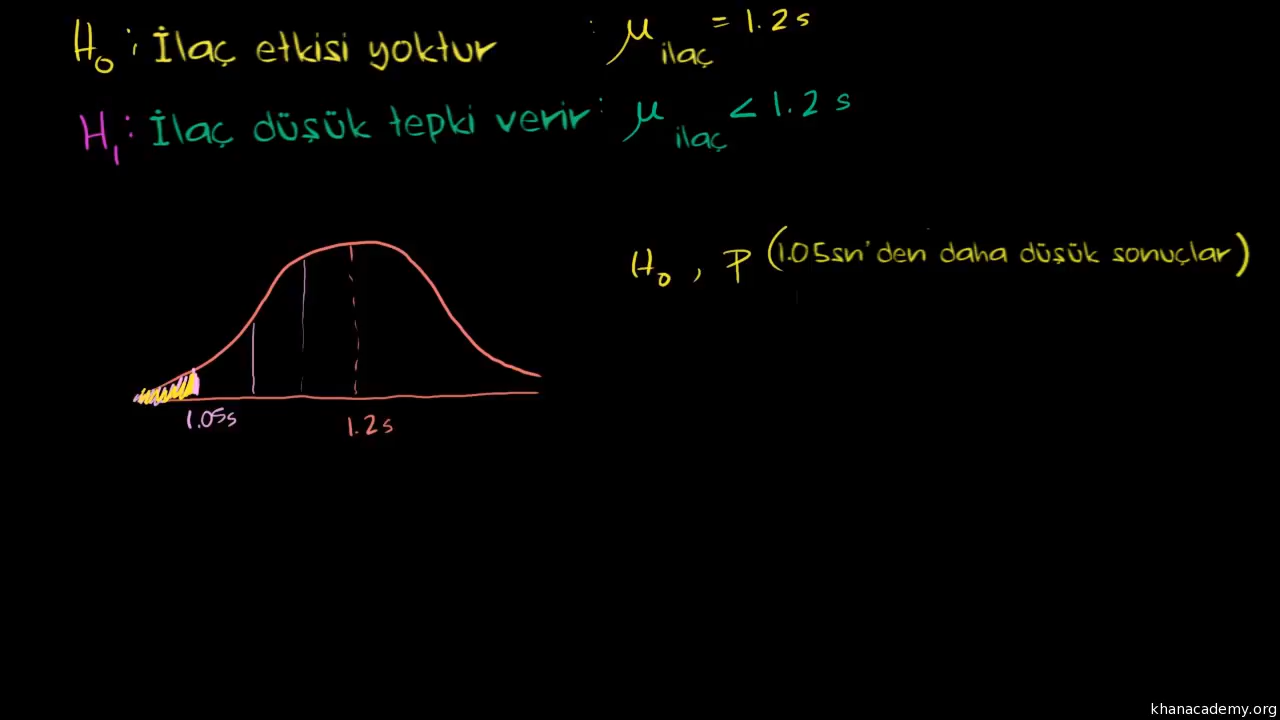 H₀ : İlaç etkisi yoktur : μ ilaç = 1.2 s
H₁ : İlaç düşük tepki verir : μ ilaç < 1.2 s
H₀ , P (1.05sn'den daha düşük sonuçlar)
1.05s 1.2s
khanacademy.org